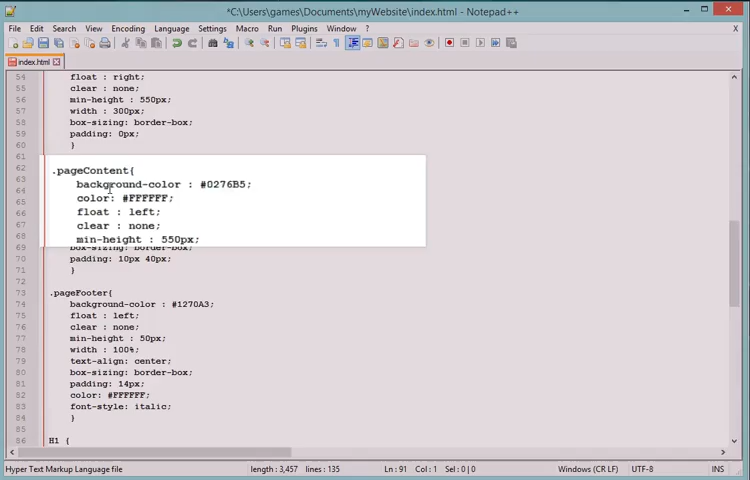 *C:\Users\games\Documents\myWebsite\index.html - Notepad++
File Edit Search View Encoding Language Settings Macro Run Plugins Window ? X
index.html
54 float : right;
55 clear : none;
56 min-height : 550px;
57 width : 300px;
58 box-sizing: border-box;
59 padding: 0px;
60 }
61
62 .pageContent{
63 background-color : #0276B5;
64 color: #FFFFFF;
65 float : left;
66 clear : none;
67 min-height : 550px;
68
69 box-sizing: border-box;
70 padding: 10px 40px;
71 }
72
73 .pageFooter{
74 background-color : #1270A3;
75 float : left;
76 clear : none;
77 min-height : 50px;
78 width : 100%;
79 text-align: center;
80 box-sizing: border-box;
81 padding: 14px;
82 color: #FFFFFF;
83 font-style: italic;
84 }
85
86 H1 {
Hyper Text Markup Language file length : 3,457 lines : 135 Ln : 91 Col : 1 Sel : 0 | 0 Windows (CR LF) UTF-8 INS